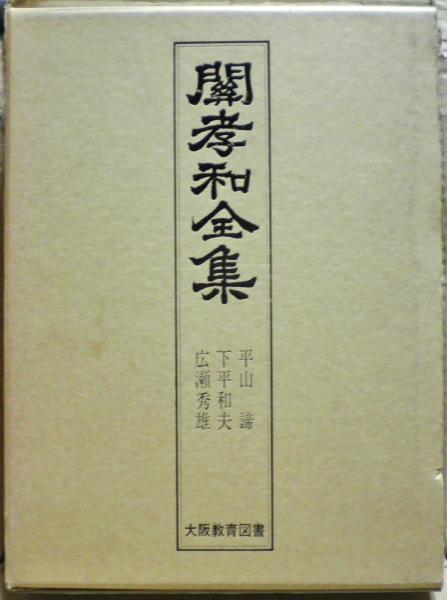 關孝和全集
平山 諦
下平和夫
広瀬秀雄
大阪教育図書